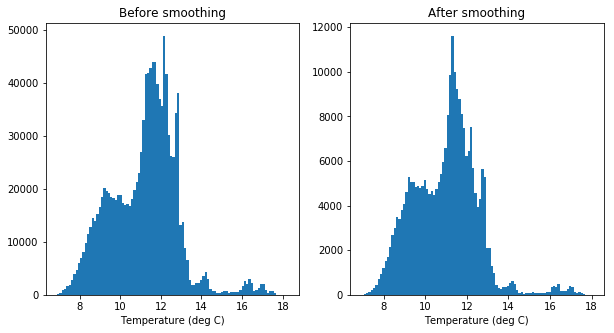 Before smoothing
50000
40000
30000
20000
10000
0
8 10 12 14 16 18
Temperature (deg C)
After smoothing
12000
10000
8000
6000
4000
2000
0
8 10 12 14 16 18
Temperature (deg C)